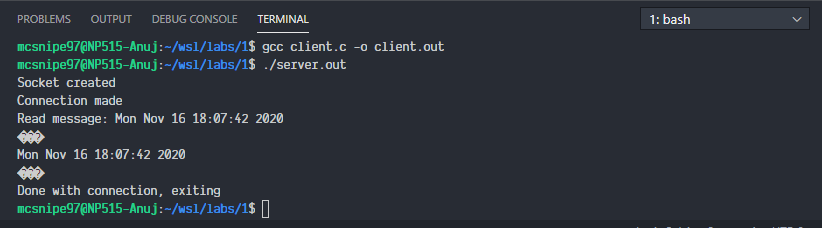 PROBLEMS OUTPUT DEBUG CONSOLE TERMINAL 1: bash
mcsnipe97@NP515-Anuj:~/wsl/labs/1$ gcc client.c -o client.out
mcsnipe97@NP515-Anuj:~/wsl/labs/1$ ./server.out
Socket created
Connection made
Read message: Mon Nov 16 18:07:42 2020
���
Mon Nov 16 18:07:42 2020
���
Done with connection, exiting
mcsnipe97@NP515-Anuj:~/wsl/labs/1$